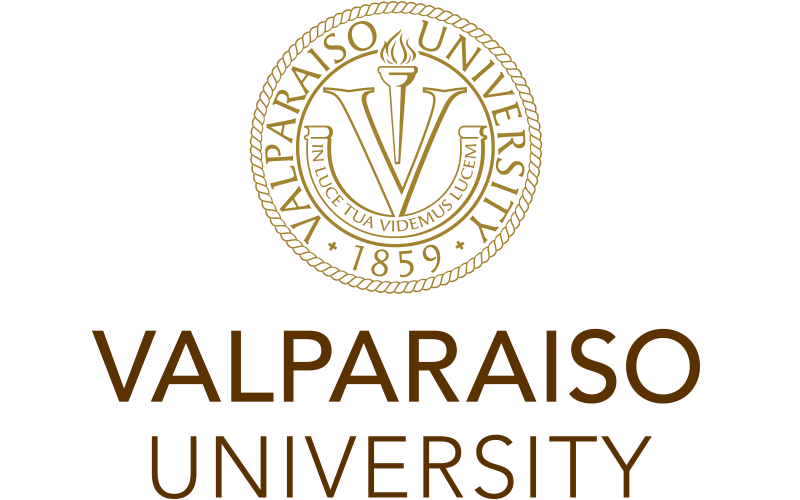 VALPARAISO UNIVERSITY
IN LUCE TUA VIDEMUS LUCEM
1859
VALPARAISO
UNIVERSITY